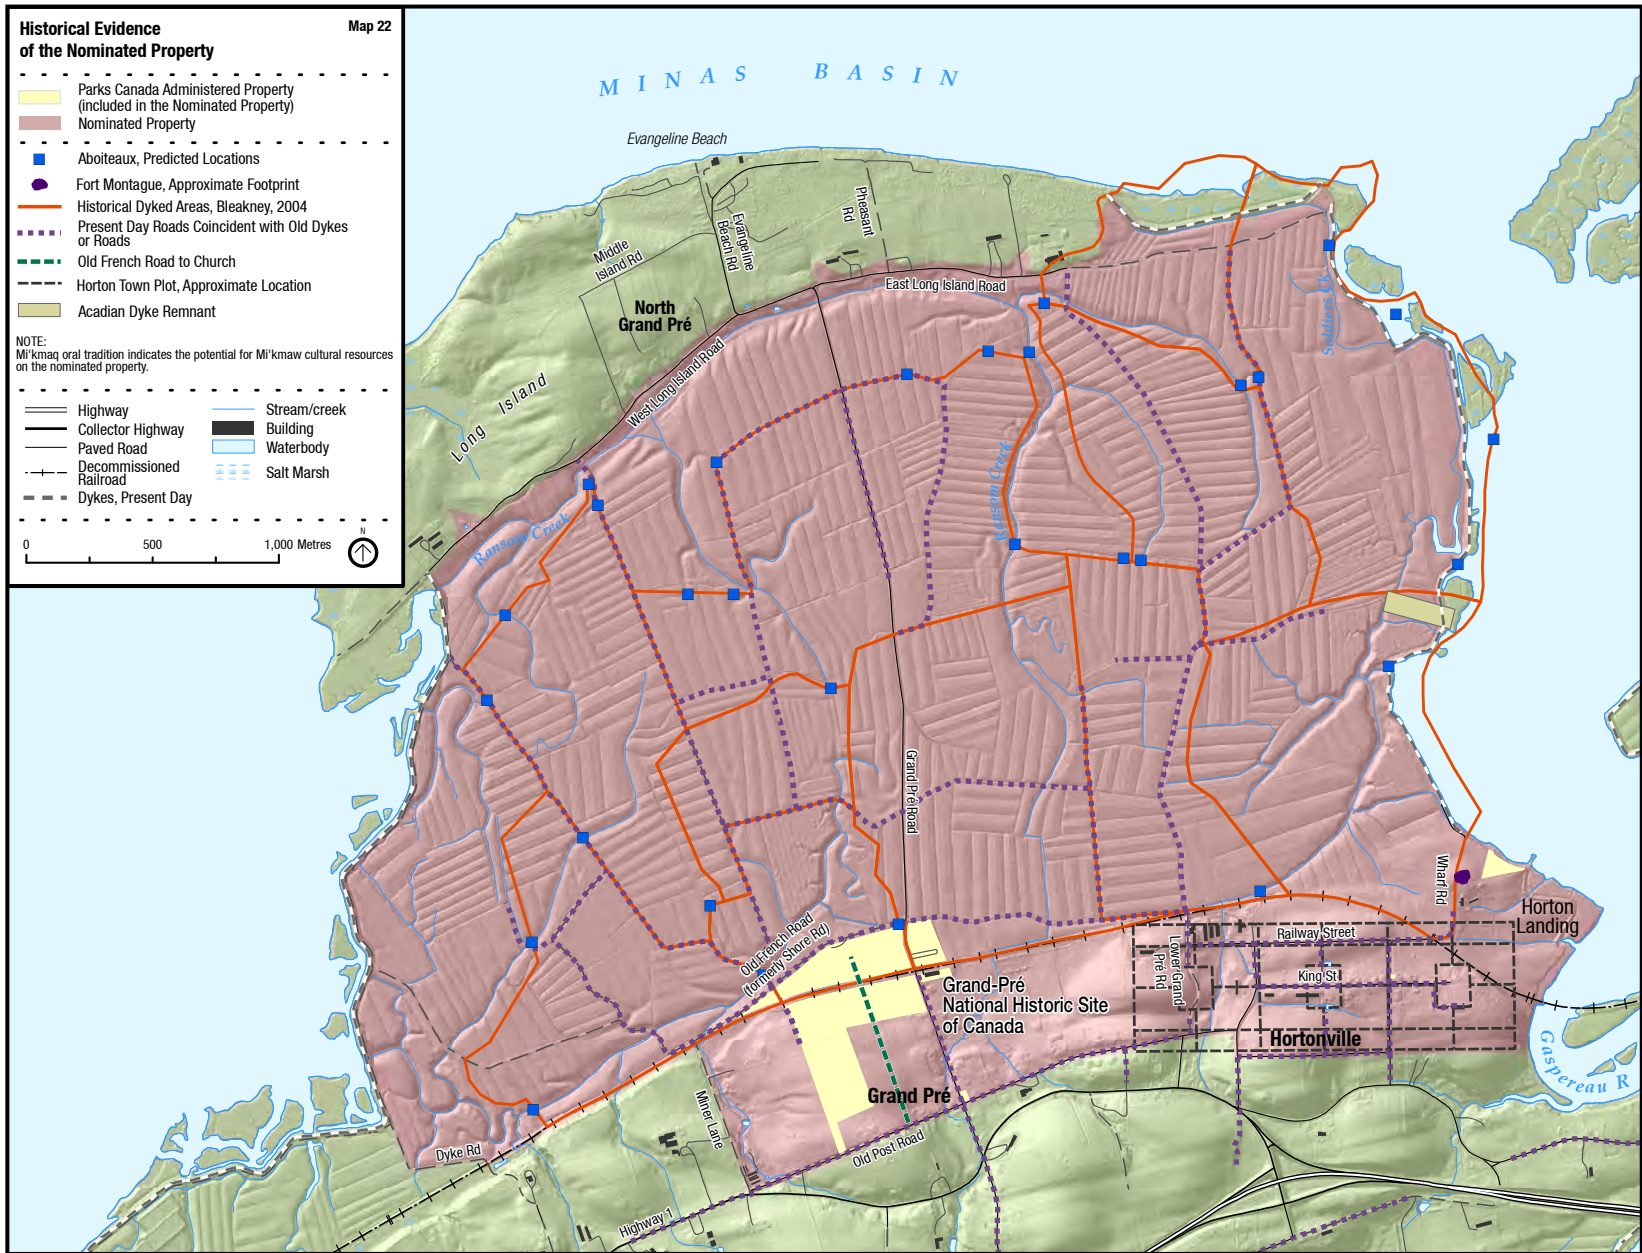 Historical Evidence
of the Nominated Property
Map 22
Parks Canada Administered Property
(included in the Nominated Property)
Nominated Property
Aboiteaux, Predicted Locations
Fort Montague, Approximate Footprint
Historical Dyked Areas, Bleakney, 2004
Present Day Roads Coincident with Old Dykes
or Roads
Old French Road to Church
Horton Town Plot, Approximate Location
Acadian Dyke Remnant
NOTE:
Mi'kmaq oral tradition indicates the potential for Mi'kmaw cultural resources
on the nominated property.
Highway
Collector Highway
Paved Road
Decommissioned
Railroad
Dykes, Present Day
Stream/creek
Building
Waterbody
Salt Marsh
0 500 1,000 Metres
N
MINAS BASIN
Evangeline Beach
Pheasant
Rd
Evangeline
Beach Rd
Middle
Island Rd
East Long Island Road
North
Grand Pré
West Long Island Road
Long Island
Soldiers Ck
Ransom Creek
Ransom Creek
Grand Pré Road
Wharf Rd
Horton
Landing
Old French Road
(formerly Shore Rd)
Railway Street
Lower Grand
Pré Rd
King St
Grand-Pré
National Historic Site
of Canada
Hortonville
Gaspereau R
Grand Pré
Miner Lane
Old Post Road
Dyke Rd
Highway 1